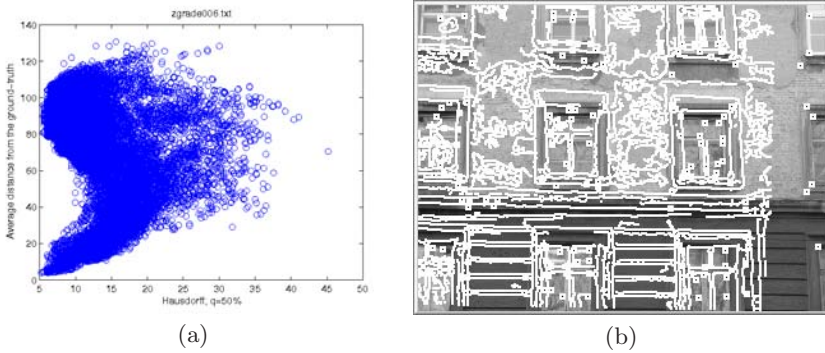 zgrade006.txt
140
120
100
80
60
40
20
0
Average distance from the ground-truth
5 10 15 20 25 30 35 40 45 50
Hausdorff, q=50%
(a) (b)